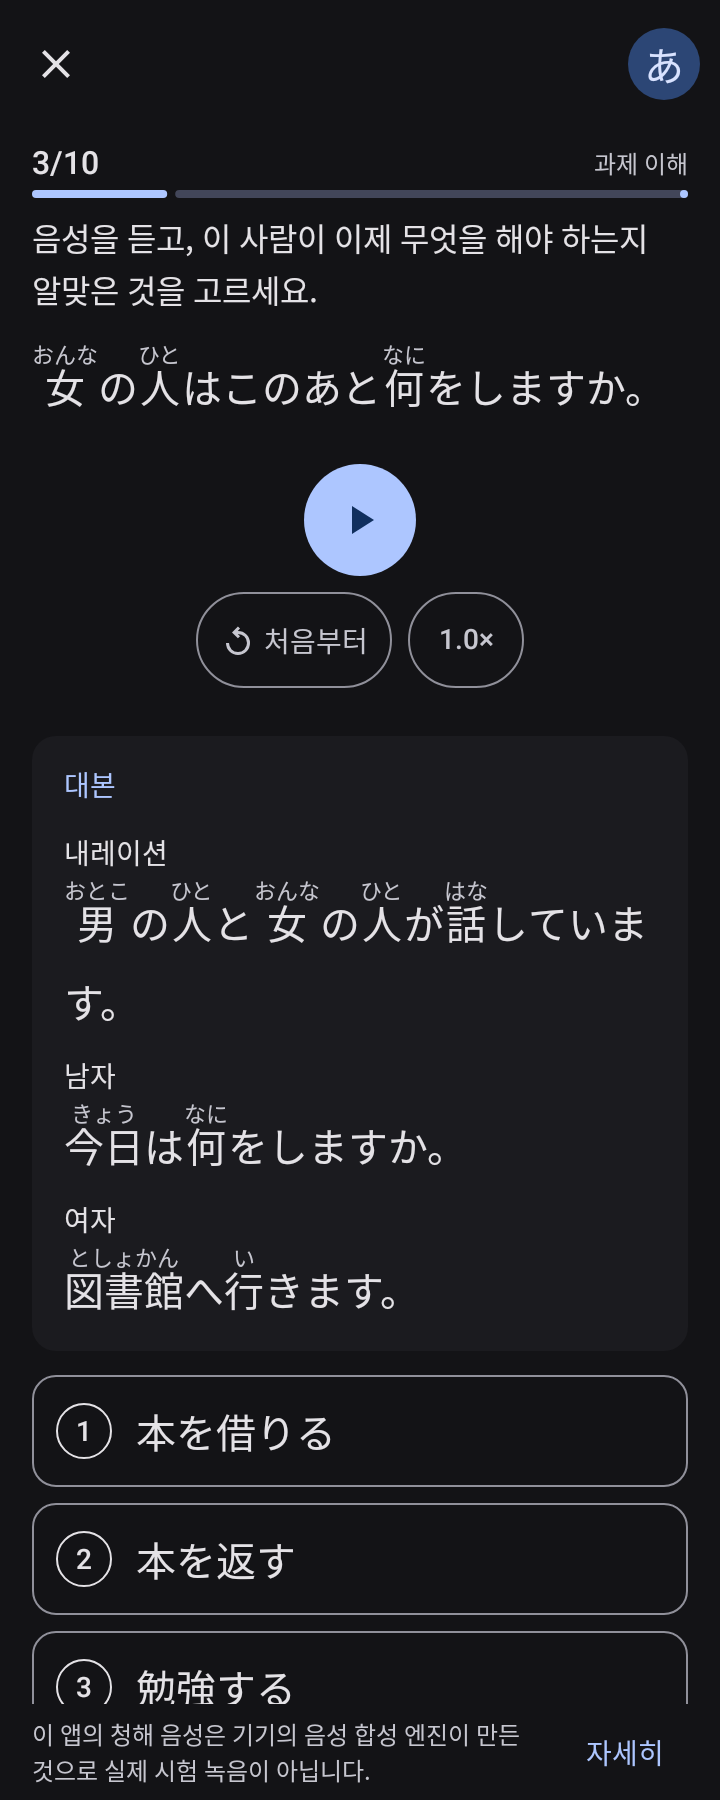 あ
3/10
과제 이해
음성을 듣고, 이 사람이 이제 무엇을 해야 하는지
알맞은 것을 고르세요.
おんな ひと なに
女の人はこのあと何をしますか。
처음부터
1.0×
대본
내레이션
おとこ ひと おんな ひと はな
男の人と女の人が話していま
す。
남자
きょう なに
今日は何をしますか。
여자
としょかん い
図書館へ行きます。
1 本を借りる
2 本を返す
3 勉強する
이 앱의 청해 음성은 기기의 음성 합성 엔진이 만든
것으로 실제 시험 녹음이 아닙니다.
자세히